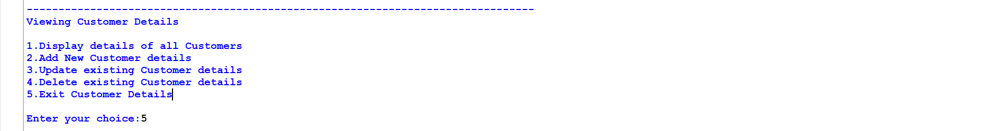 --------------------------------------------------------------------------------
Viewing Customer Details
1.Display details of all Customers
2.Add New Customer details
3.Update existing Customer details
4.Delete existing Customer details
5.Exit Customer Details
Enter your choice:5